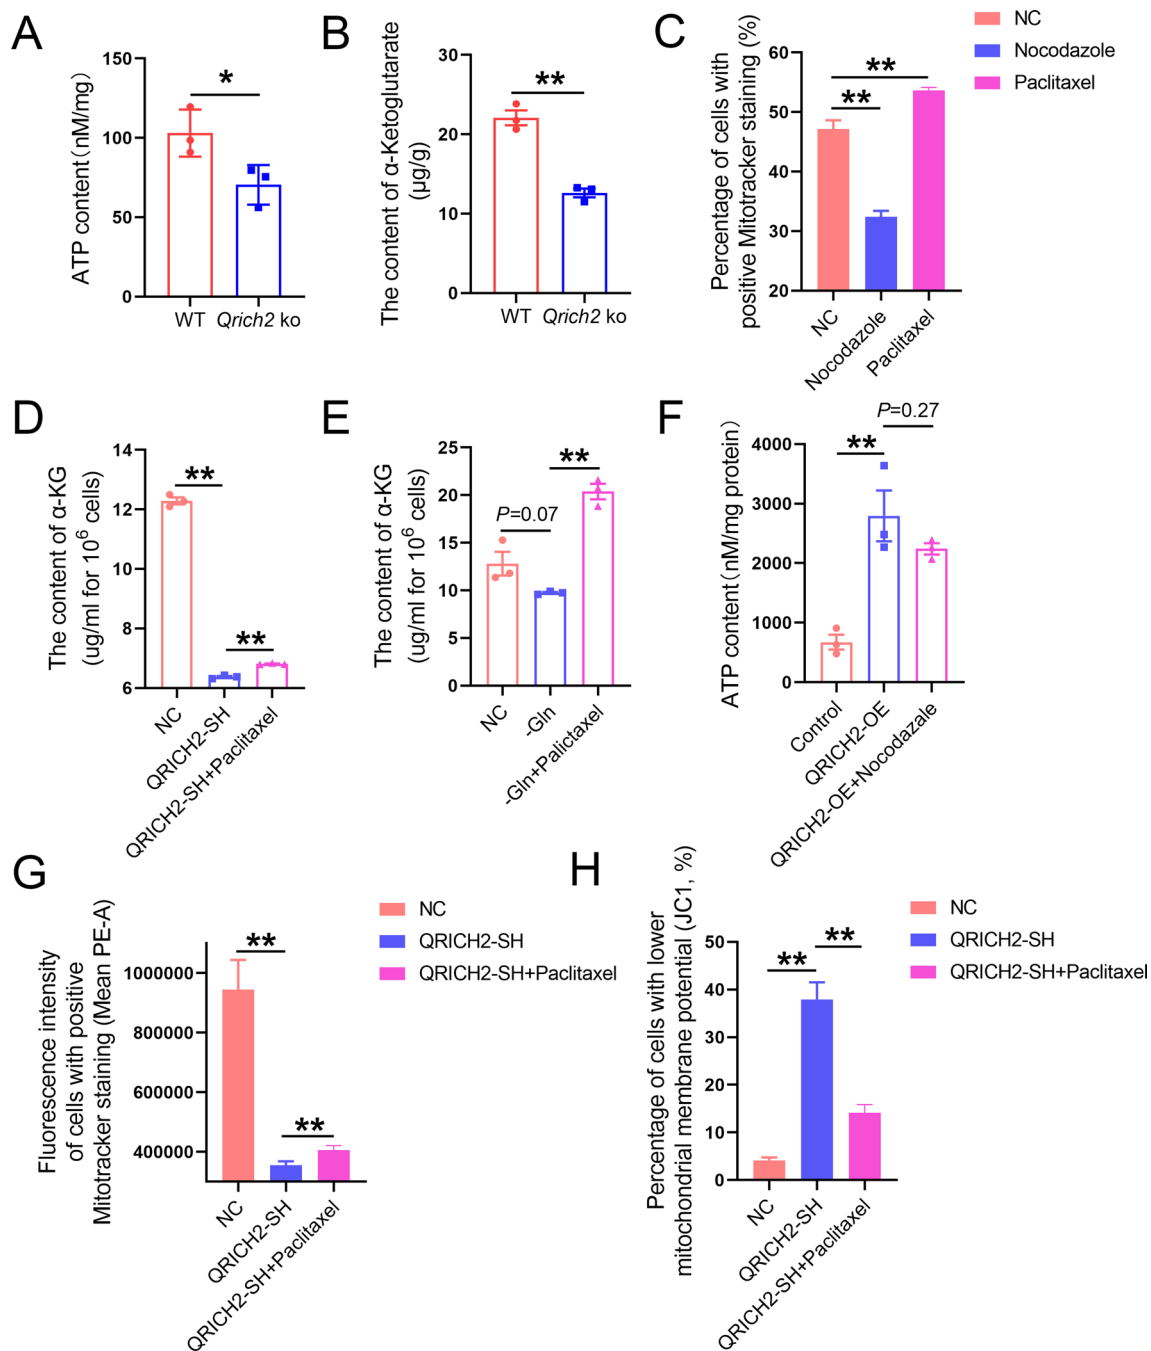 A
ATP content(nM/mg)
150
100
50
0
*
WT
Qrich2 ko
B
The content of α-Ketoglutarate
(μg/g)
30
20
10
0
**
WT
Qrich2 ko
C
Percentage of cells with
positive Mitotracker staining (%)
60
50
40
30
20
**
**
NC
Nocodazole
Paclitaxel
NC
Nocodazole
Paclitaxel
D
The content of α-KG
(ug/ml for 10⁶ cells)
14
12
10
8
6
**
**
NC
QRICH2-SH
QRICH2-SH+Paclitaxel
E
The content of α-KG
(ug/ml for 10⁶ cells)
25
20
15
10
5
0
P=0.07
**
NC
-Gln
-Gln+Palictaxel
F
ATP content(nM/mg protein)
4000
3000
2000
1000
0
**
P=0.27
Control
QRICH2-OE
QRICH2-OE+Nocodazale
G
Fluorescence intensity
of cells with positive
Mitotracker staining (Mean PE-A)
1000000
800000
600000
400000
**
**
NC
QRICH2-SH
QRICH2-SH+Paclitaxel
NC
QRICH2-SH
QRICH2-SH+Paclitaxel
H
Percentage of cells with lower
mitochondrial membrane potential (JC1, %)
50
40
30
20
10
0
**
**
NC
QRICH2-SH
QRICH2-SH+Paclitaxel
NC
QRICH2-SH
QRICH2-SH+Paclitaxel